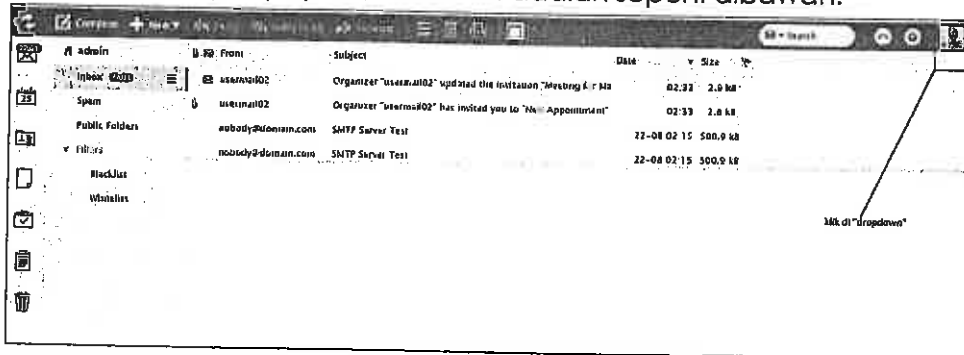 seperti dibawah.
Compose New Search
admin From Subject Date Size
Inbox usermail02 Organizer "usermail02" updated the invitation "Meeting 02:33 2.9 kB
Spam usermail02 Organizer "usermail02" has invited you to "New Appointment" 02:33 2.8 kB
Public Folders nobody@domain.com SMTP Server Test 22-08 02:15 500.9 kB
Filters nobody@domain.com SMTP Server Test 22-08 02:15 500.9 kB
Blacklist
Whitelist
klik di "dropdown"